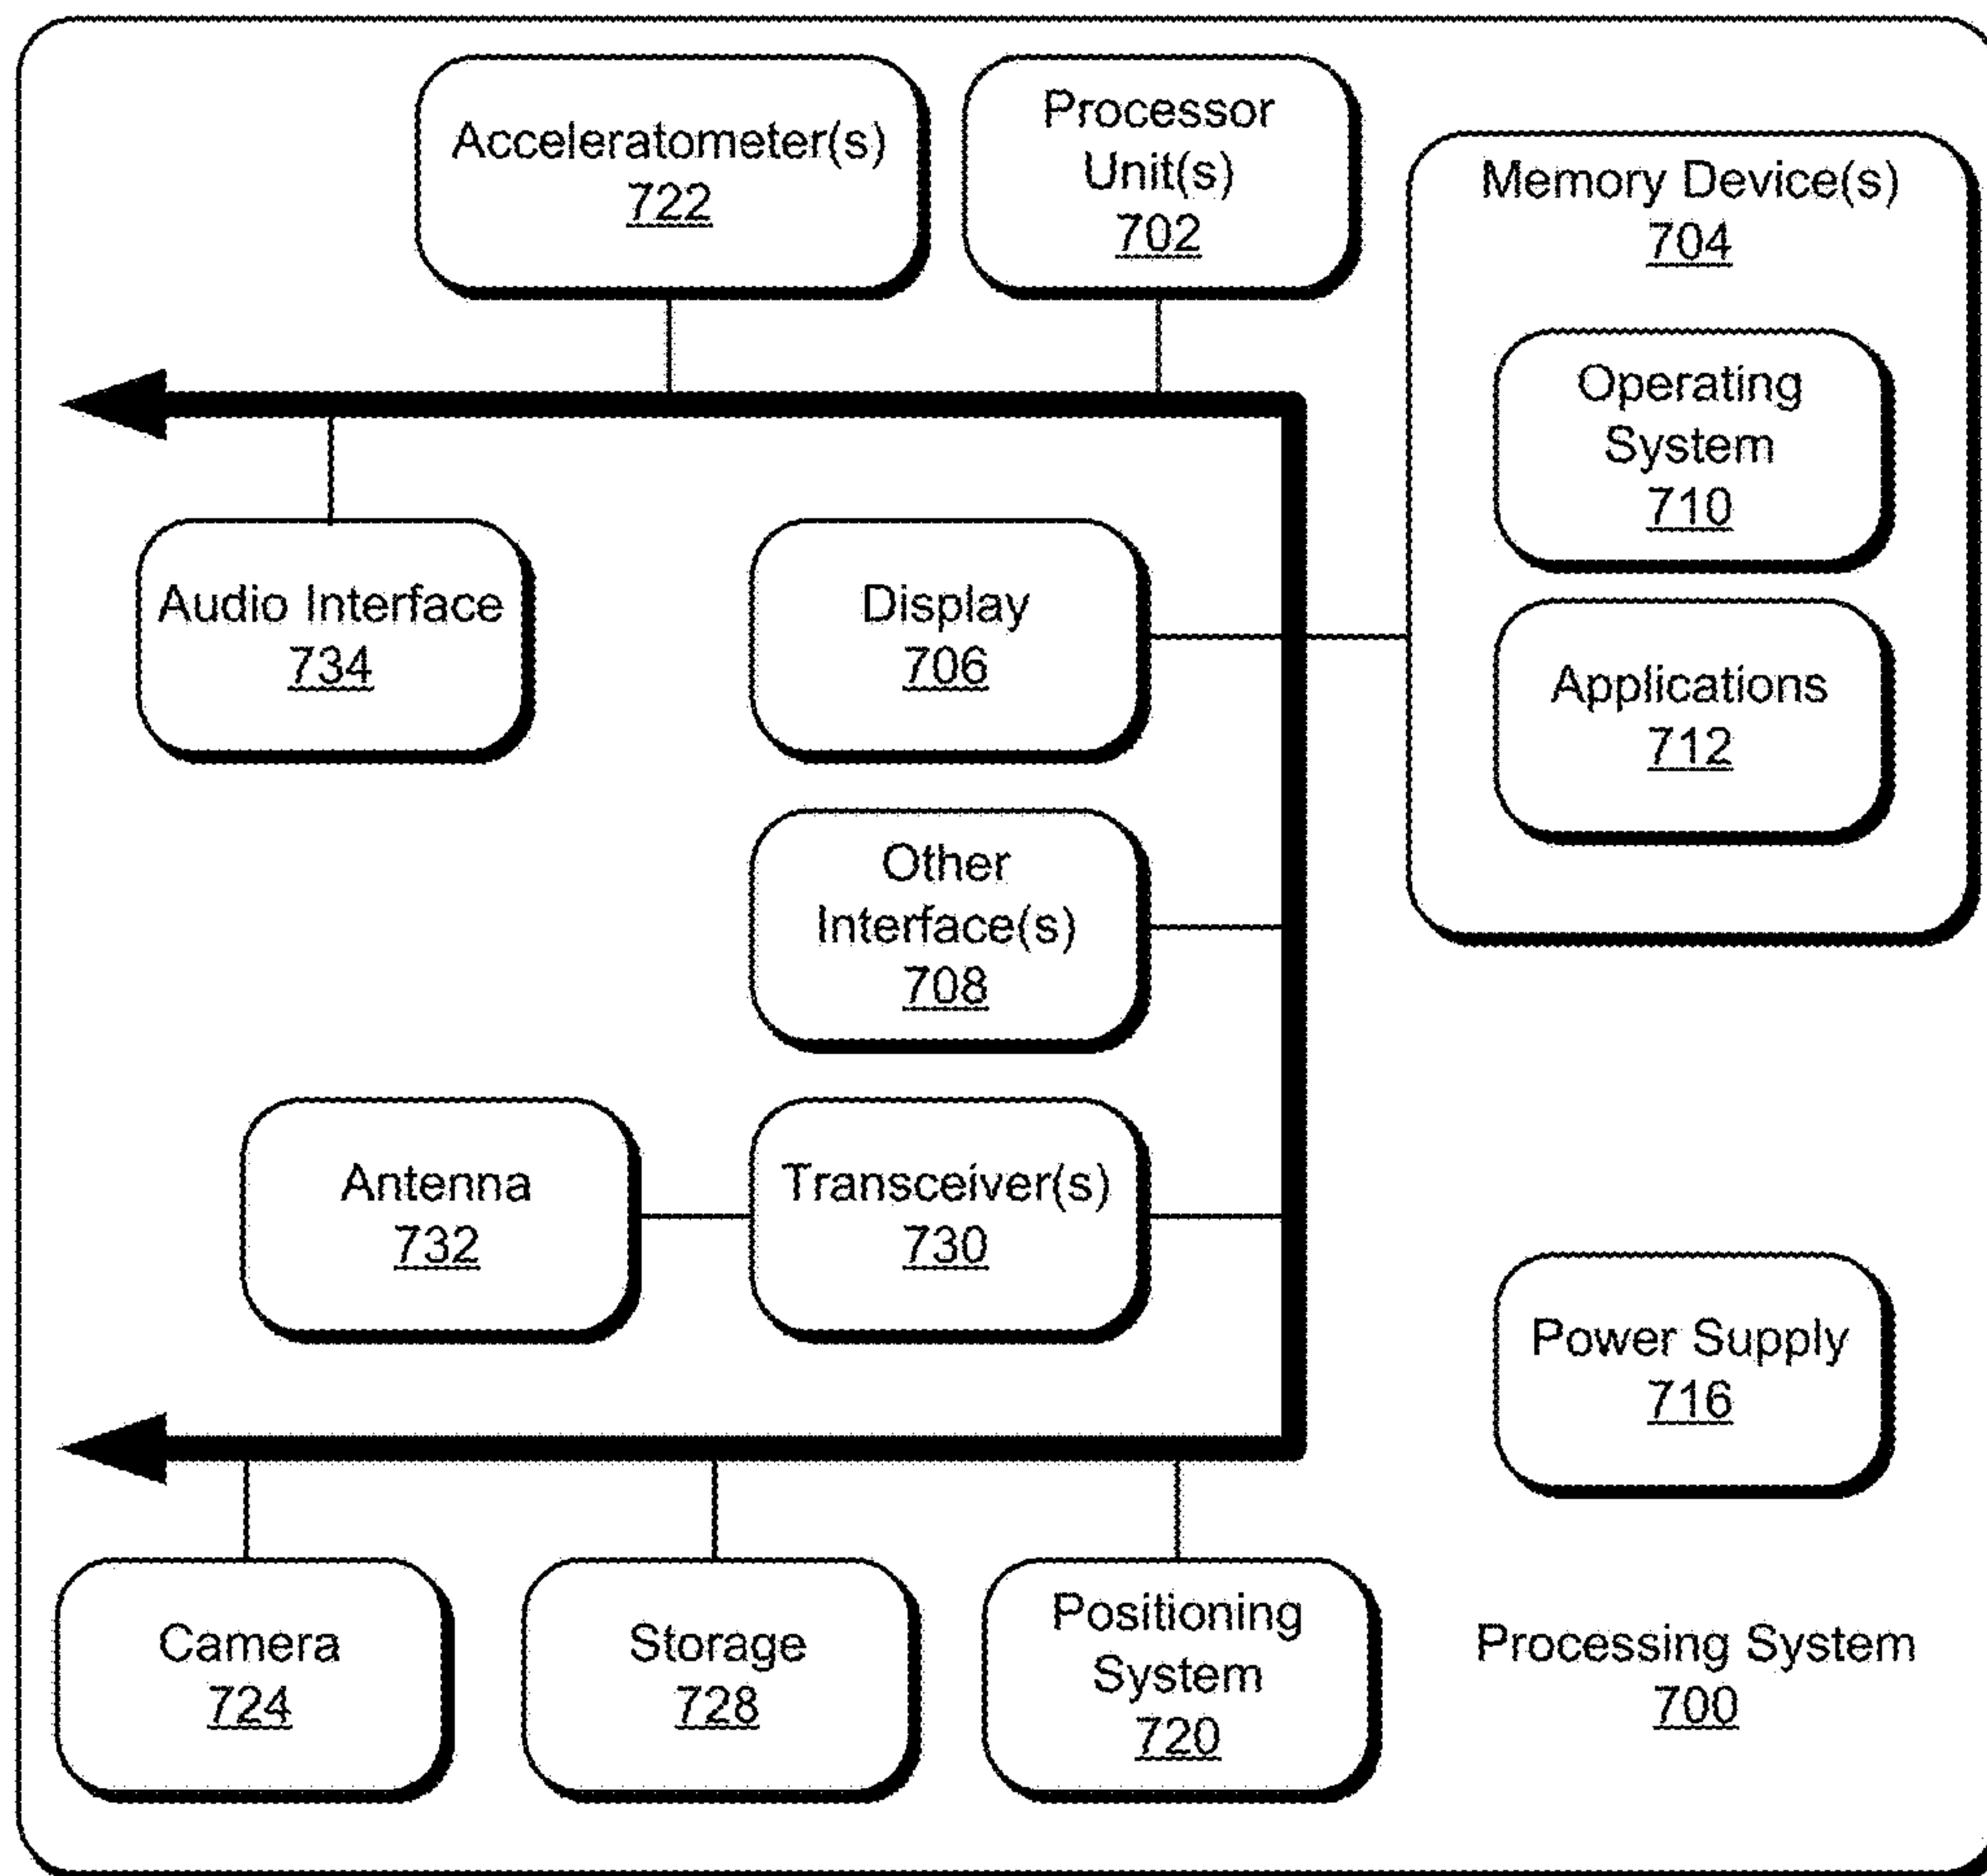 Acceleratometer(s)
722
Processor
Unit(s)
702
Memory Device(s)
704
Operating
System
710
Applications
712
Audio Interface
734
Display
706
Other
Interface(s)
708
Antenna
732
Transceiver(s)
730
Power Supply
716
Camera
724
Storage
728
Positioning
System
720
Processing System
700